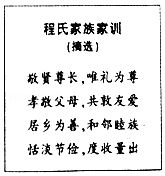 程氏家族家训
(摘选)
敬贤尊长，唯礼为尊
孝敬父母，共敦友爱
居乡为善，和邻睦族
恬淡节俭，度收量出